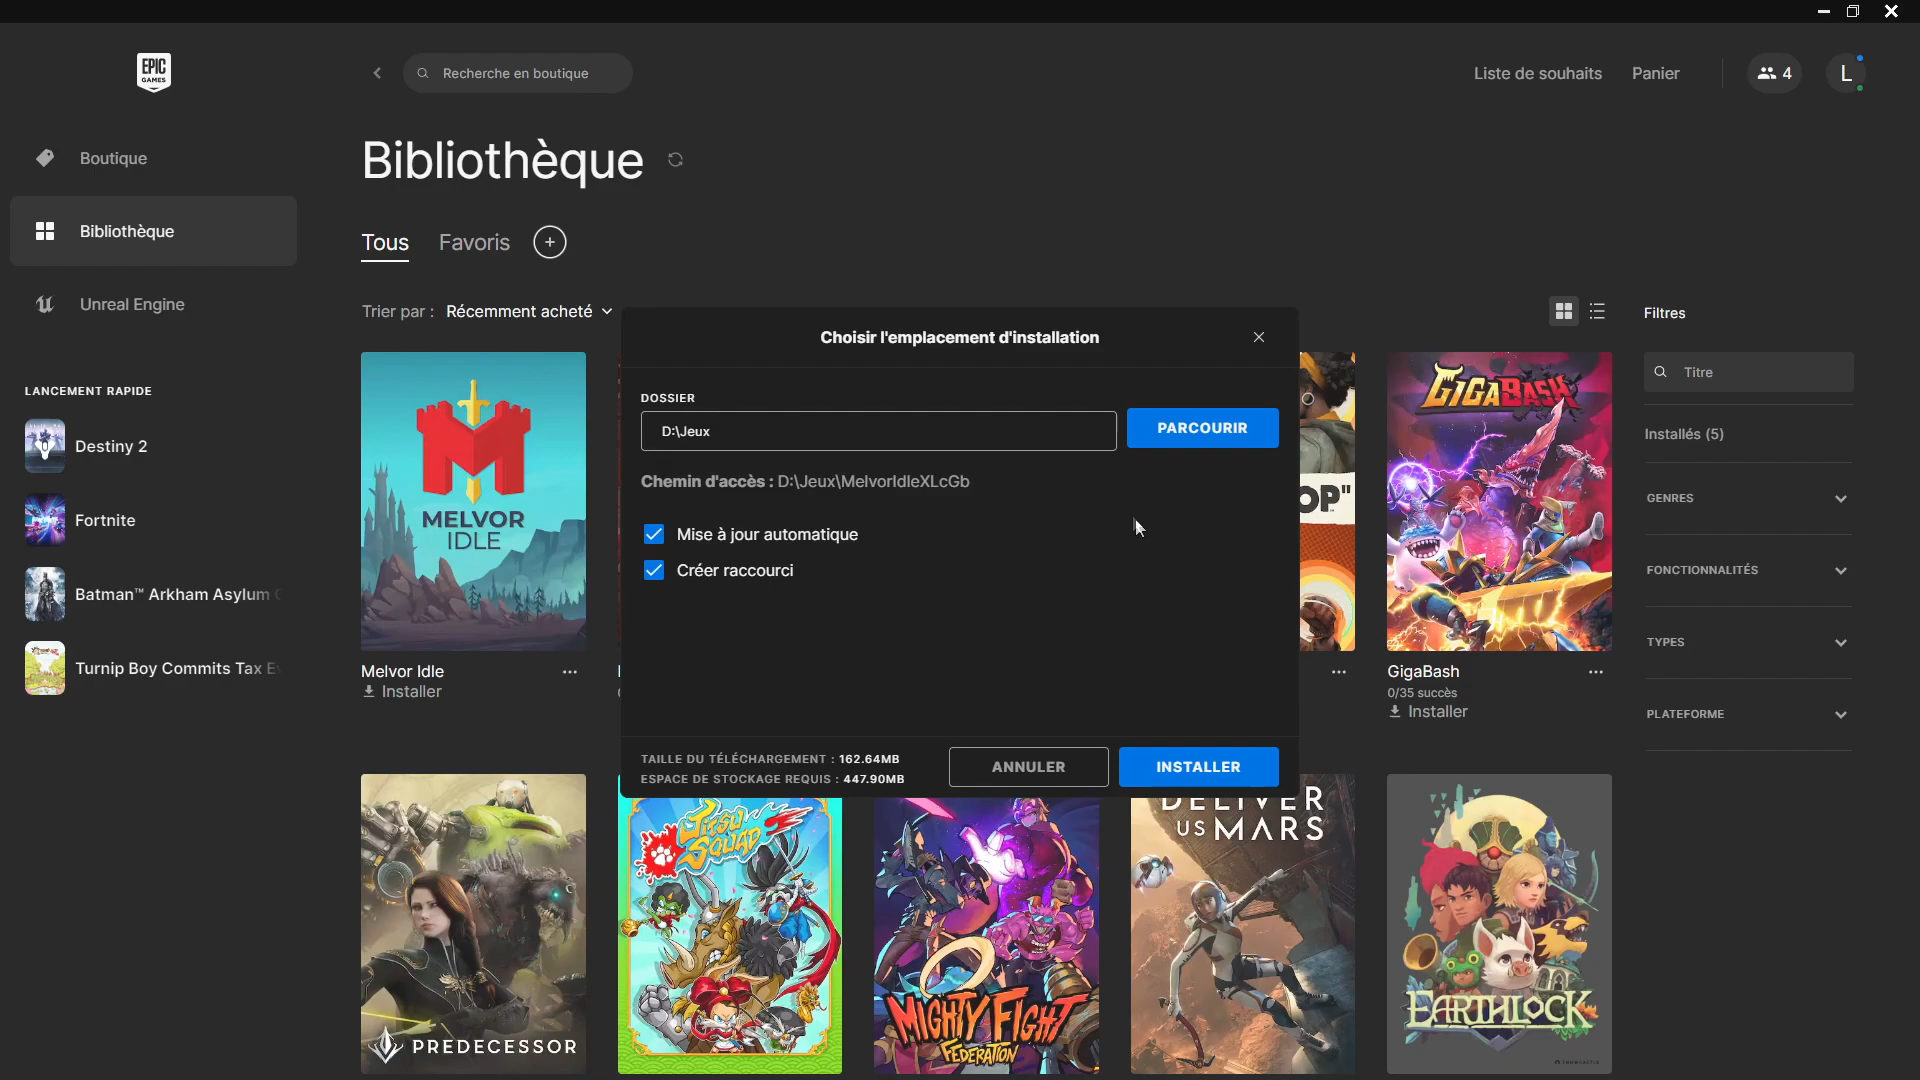 EPIC
GAMES
Recherche en boutique
Liste de souhaits
Panier
4
L
Boutique
Bibliothèque
Unreal Engine
LANCEMENT RAPIDE
Destiny 2
Fortnite
Batman™ Arkham Asylum
Turnip Boy Commits Tax
Bibliothèque
Tous
Favoris
Trier par : Récemment acheté
Filtres
Titre
Installés (5)
GENRES
FONCTIONNALITÉS
TYPES
PLATEFORME
Choisir l'emplacement d'installation
DOSSIER
D:\Jeux
PARCOURIR
Chemin d'accès : D:\Jeux\MelvorIdleXLcGb
Mise à jour automatique
Créer raccourci
TAILLE DU TÉLÉCHARGEMENT : 162.64MB
ESPACE DE STOCKAGE REQUIS : 447.90MB
ANNULER
INSTALLER
MELVOR
IDLE
Melvor Idle
Installer
OP"
GIGABASH
GigaBash
0/35 succès
Installer
PREDECESSOR
JITSU
SQUAD
MIGHTY FIGHT
FEDERATION
DELIVER
US MARS
EARTHLOCK